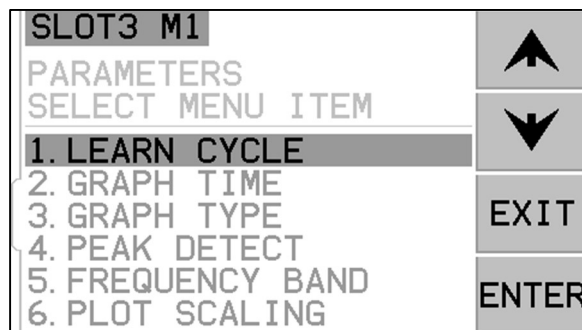 SLOT3 M1
PARAMETERS
SELECT MENU ITEM
1. LEARN CYCLE
2. GRAPH TIME
3. GRAPH TYPE
4. PEAK DETECT
5. FREQUENCY BAND
6. PLOT SCALING
EXIT
ENTER